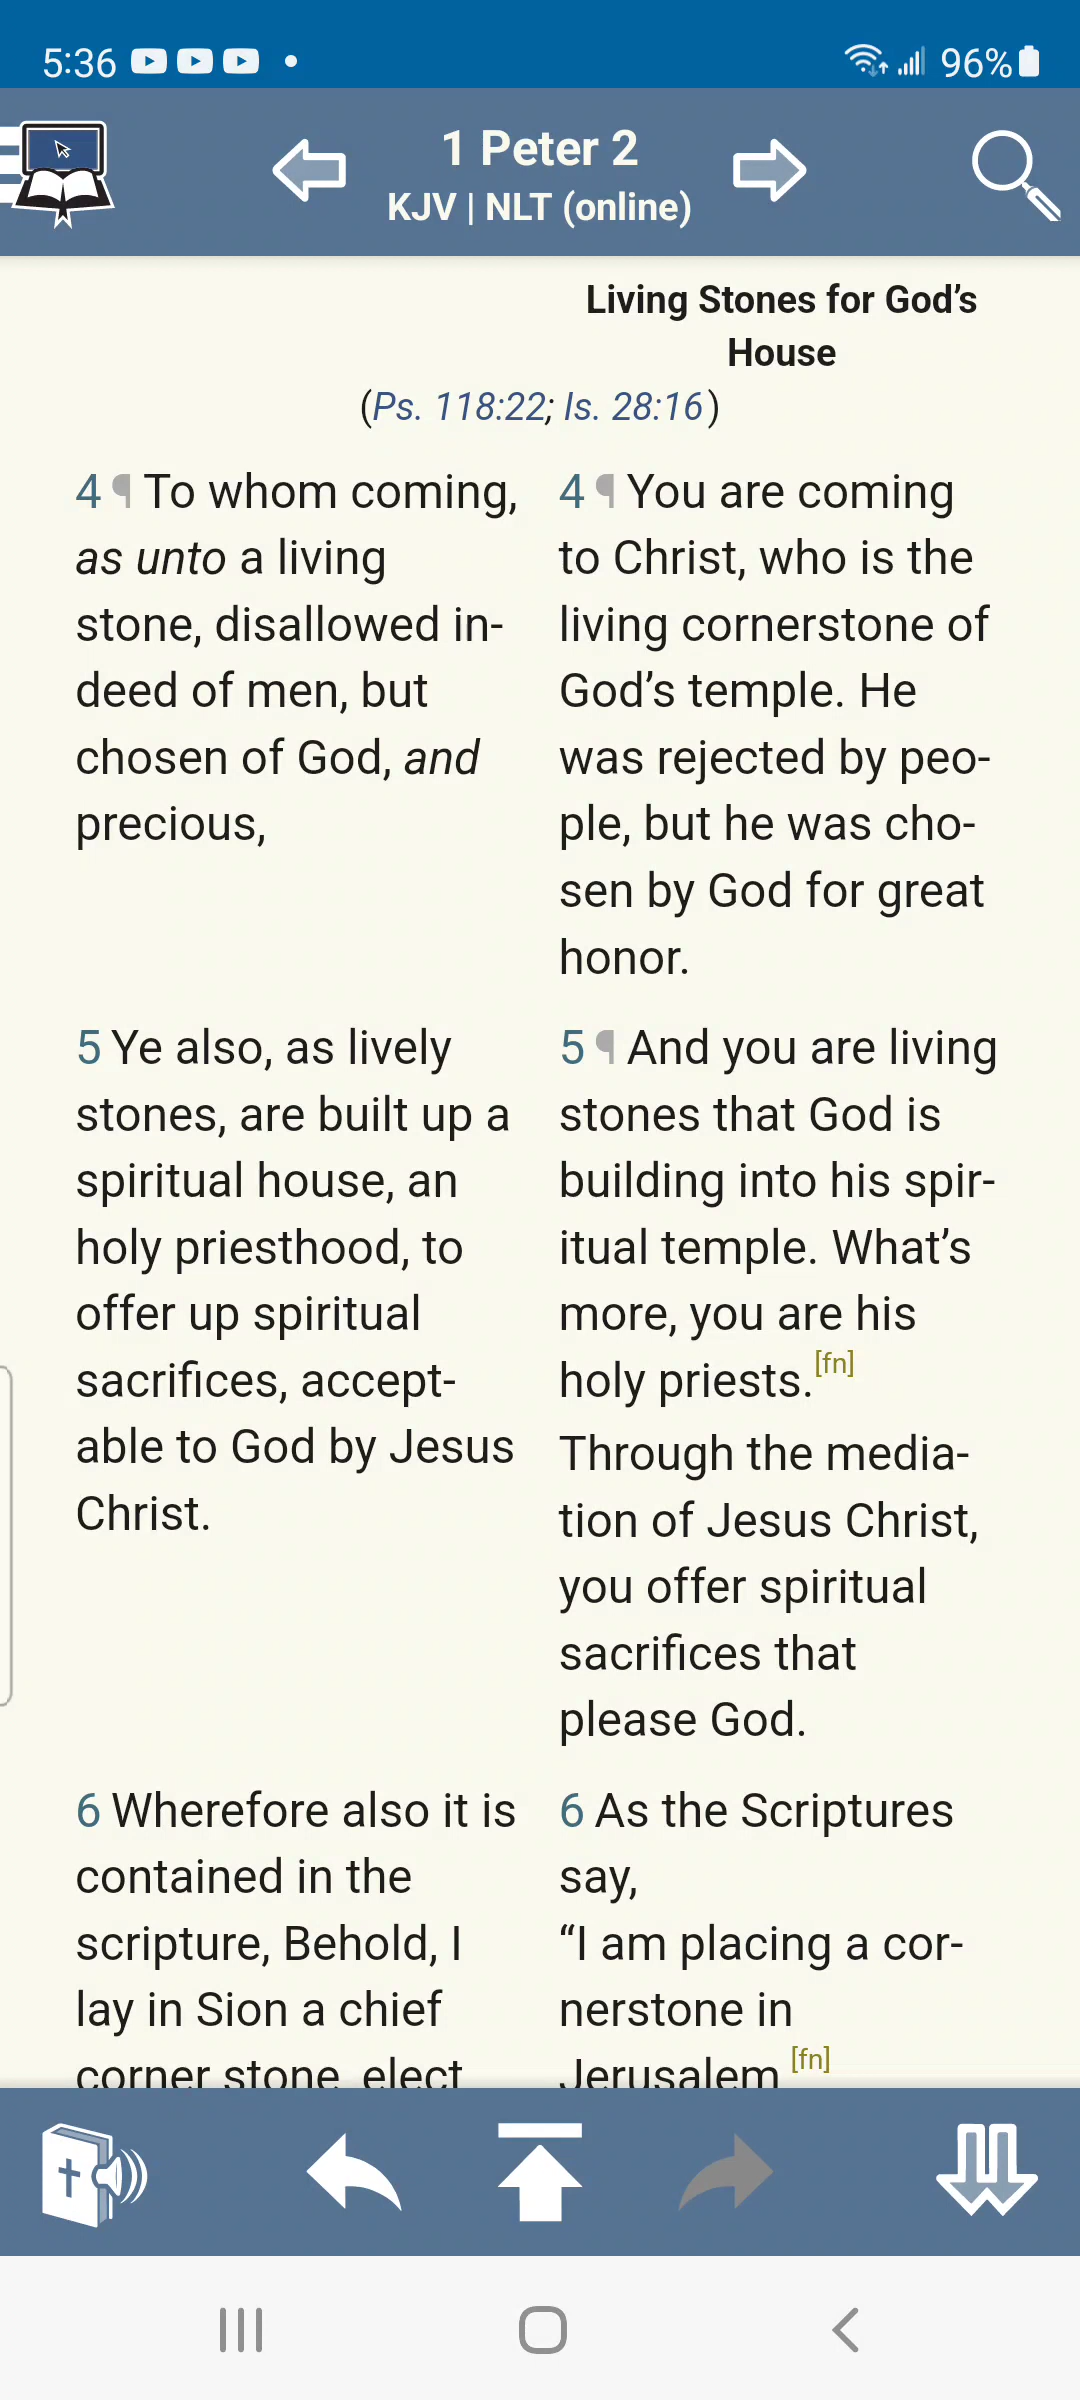 5:36
96%
1 Peter 2
KJV | NLT (online)
Living Stones for God’s
House
(Ps. 118:22; Is. 28:16)
4 ¶ To whom coming,
as unto a living
stone, disallowed in-
deed of men, but
chosen of God, and
precious,
4 ¶ You are coming
to Christ, who is the
living cornerstone of
God’s temple. He
was rejected by peo-
ple, but he was cho-
sen by God for great
honor.
5 Ye also, as lively
stones, are built up a
spiritual house, an
holy priesthood, to
offer up spiritual
sacrifices, accept-
able to God by Jesus
Christ.
5 ¶ And you are living
stones that God is
building into his spir-
itual temple. What’s
more, you are his
holy priests.[fn]
Through the media-
tion of Jesus Christ,
you offer spiritual
sacrifices that
please God.
6 Wherefore also it is
contained in the
scripture, Behold, I
lay in Sion a chief
corner stone, elect
6 As the Scriptures
say,
“I am placing a cor-
nerstone in
Jerusalem [fn]